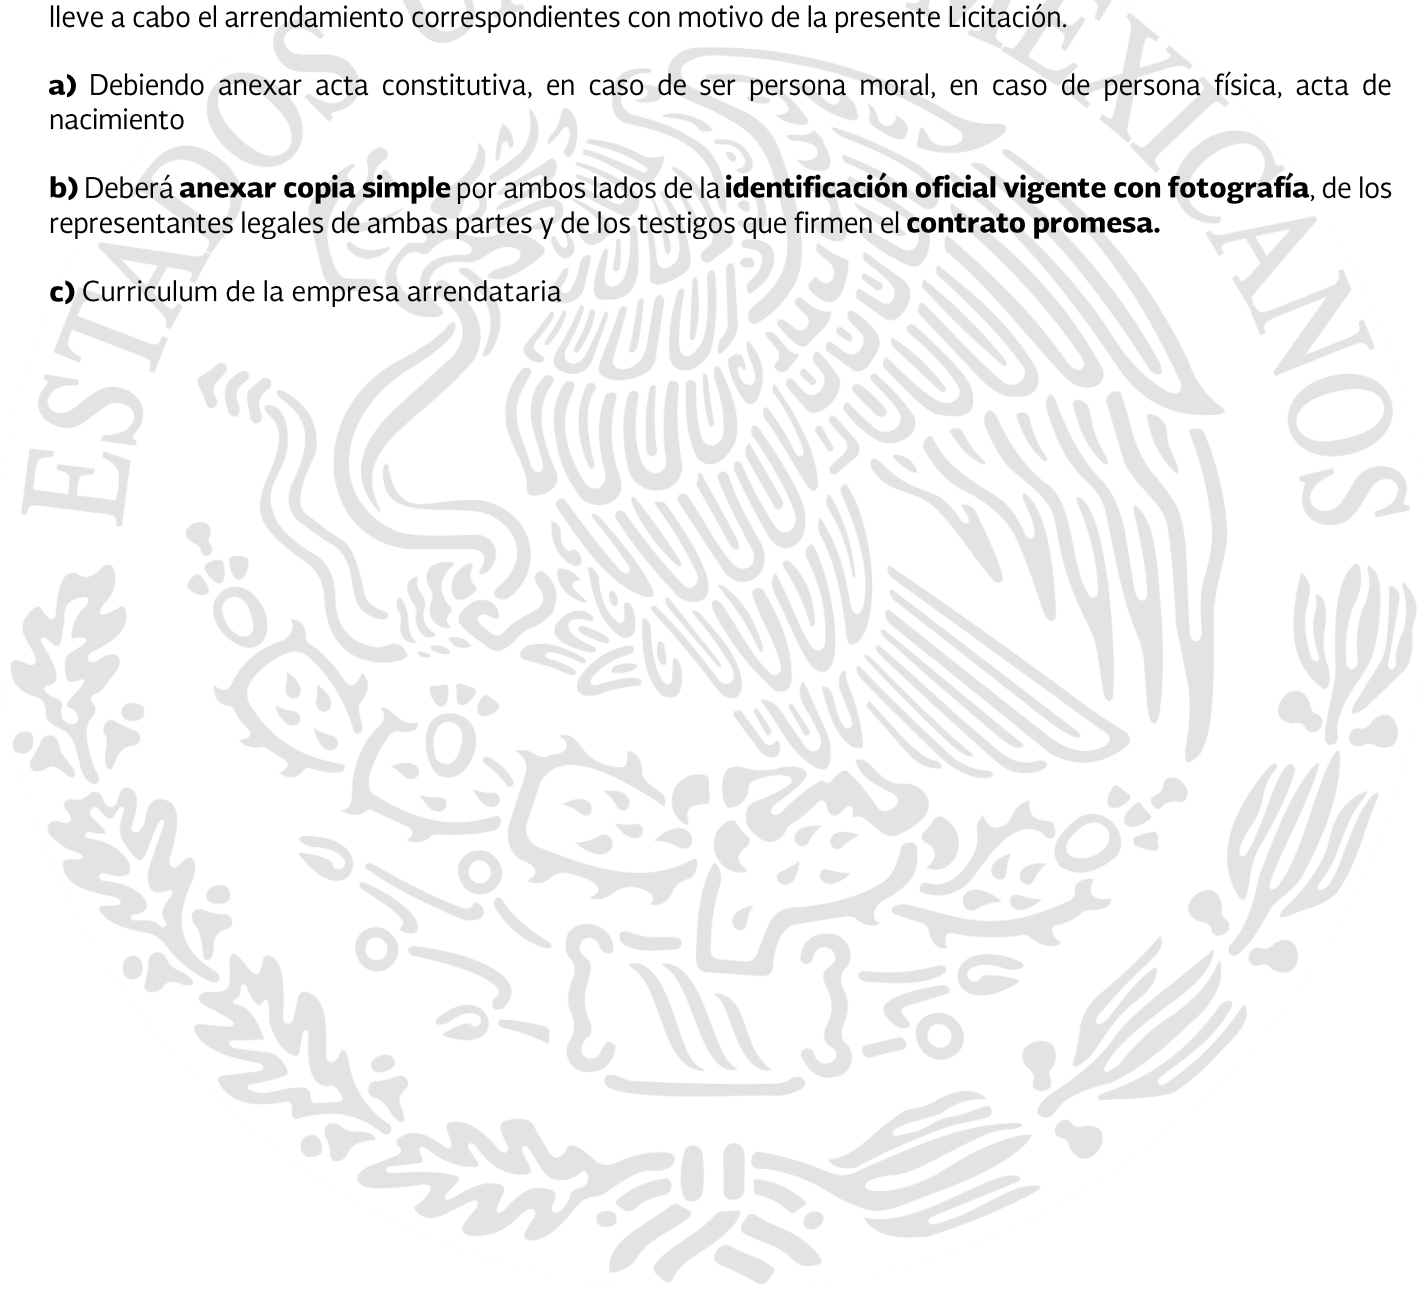 lleve a cabo el arrendamiento correspondientes con motivo de la presente Licitación.
a) Debiendo anexar acta constitutiva, en caso de ser persona moral, en caso de persona física, acta de
nacimiento
b) Deberá anexar copia simple por ambos lados de la identificación oficial vigente con fotografía, de los
representantes legales de ambas partes y de los testigos que firmen el contrato promesa.
c) Curriculum de la empresa arrendataria
ESTADOS U MEXICANOS